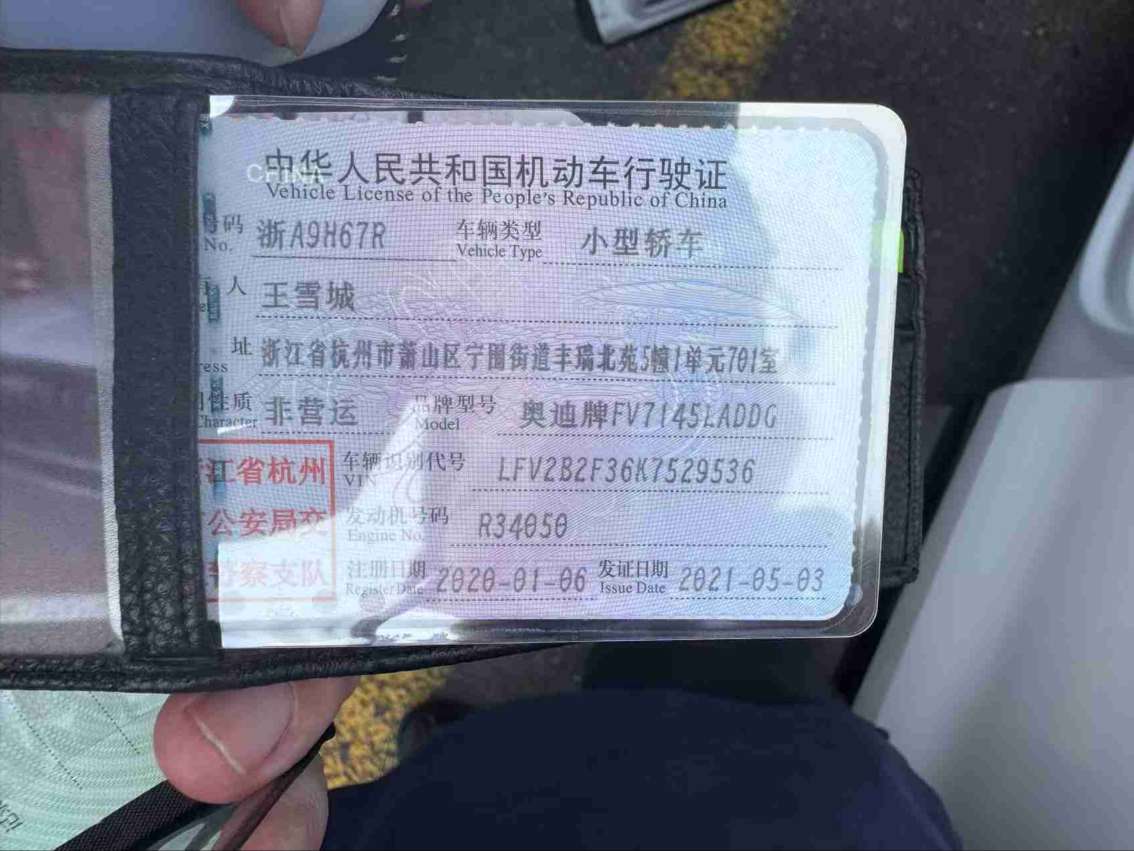 中华人民共和国机动车行驶证
CHINA
Vehicle License of the People's Republic of China
号码 浙A9H67R 车辆类型 小型轿车
No. Vehicle Type
人 王雪城
址 浙江省杭州市萧山区宁围街道丰瑞北苑5幢1单元701室
ress
用性质 非营运 品牌型号 奥迪牌FV7145LADDG
Character Model
江省杭州 车辆识别代号 LFV2B2F36K7529536
VIN
公安局交 发动机号码 R34050
Engine No.
警察支队 注册日期 2020-01-06 发证日期 2021-05-03
Register Date Issue Date